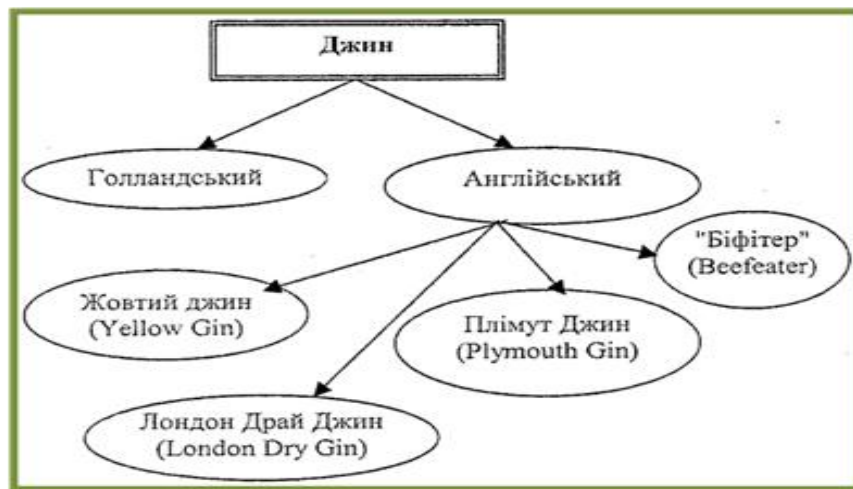 Джин
Голландський
Англійський
"Біфітер"
(Beefeater)
Жовтий джин
(Yellow Gin)
Плімут Джин
(Plymouth Gin)
Лондон Драй Джин
(London Dry Gin)